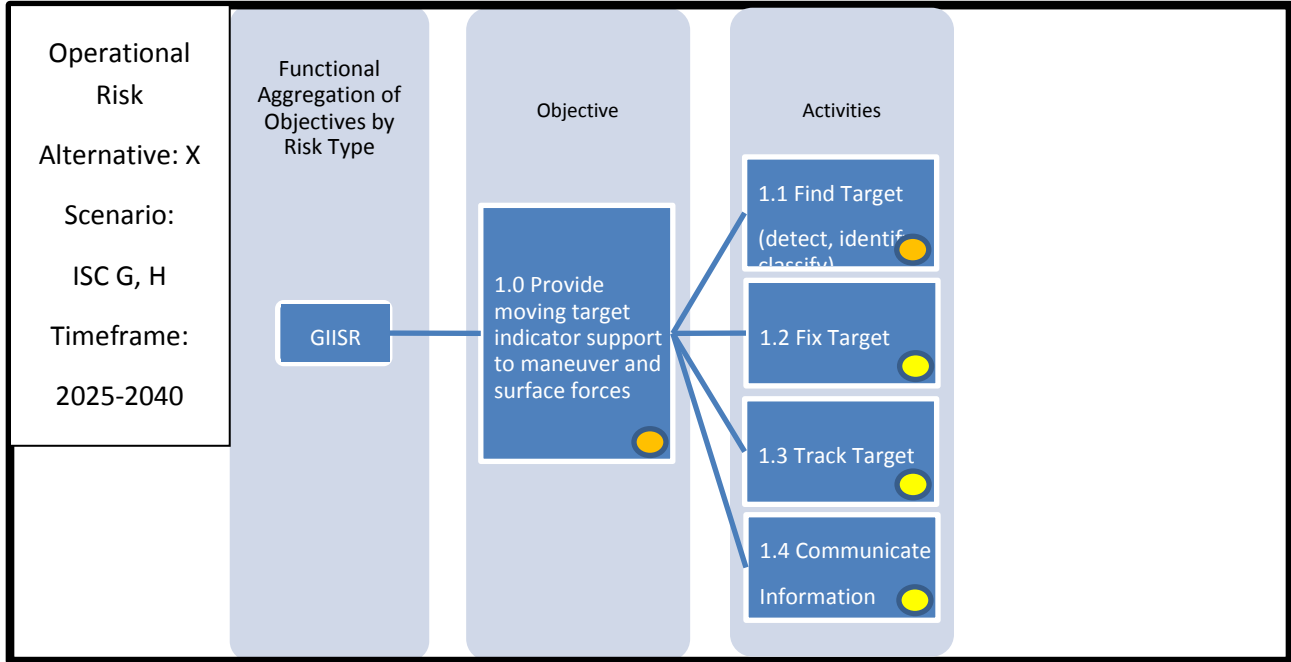 Operational
Risk
Alternative: X
Scenario:
ISC G, H
Timeframe:
2025-2040
Functional
Aggregation of
Objectives by
Risk Type
Objective
Activities
GIISR
1.0 Provide
moving target
indicator support
to maneuver and
surface forces
1.1 Find Target
(detect, identif
classify)
1.2 Fix Target
1.3 Track Target
1.4 Communicate
Information